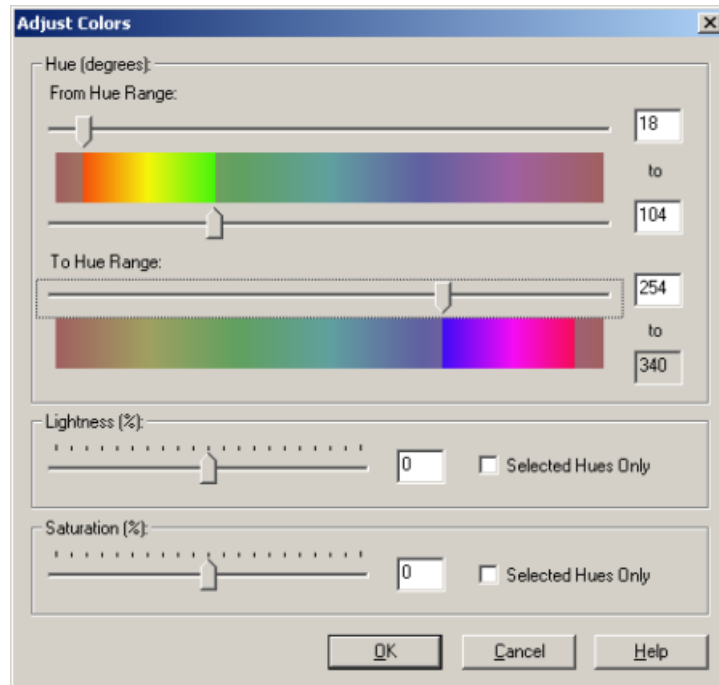 Adjust Colors
Hue (degrees):
From Hue Range:
18
to
104
To Hue Range:
254
to
340
Lightness (%):
0
Selected Hues Only
Saturation (%):
0
Selected Hues Only
OK Cancel Help